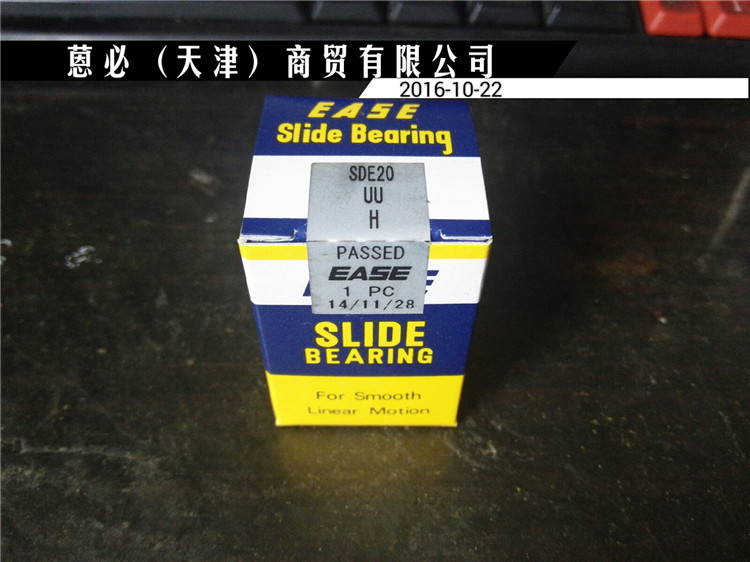 蒽必（天津）商贸有限公司
2016-10-22
EASE
Slide Bearing
SDE20
UU
H
PASSED
EASE
1 PC
14/11/28
SLIDE
BEARING
For Smooth
Linear Motion